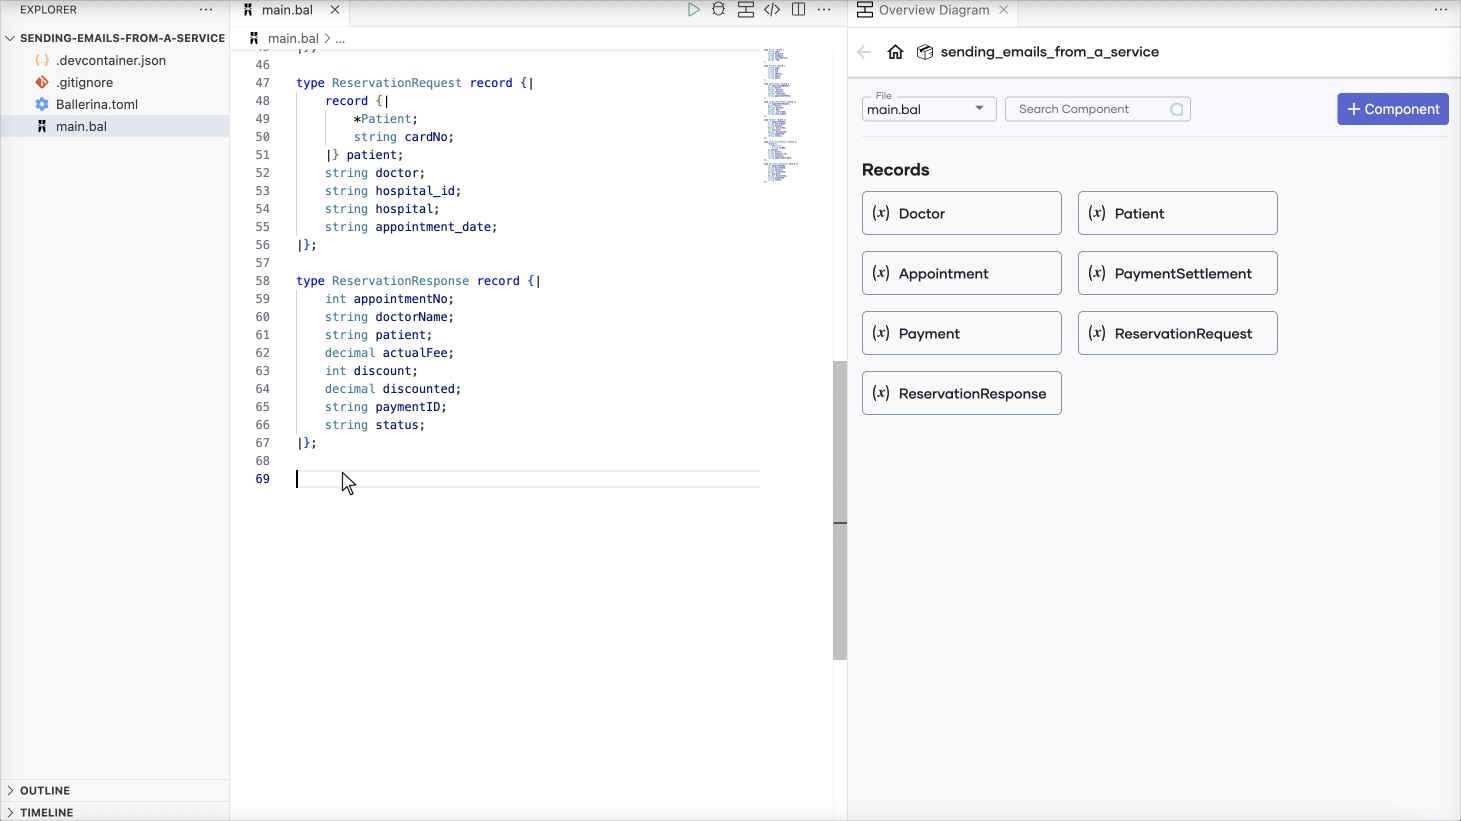 EXPLORER
SENDING-EMAILS-FROM-A-SERVICE
.devcontainer.json
.gitignore
Ballerina.toml
main.bal
OUTLINE
TIMELINE
main.bal
main.bal > ...
46
47 type ReservationRequest record {|
48 record {|
49 *Patient;
50 string cardNo;
51 |} patient;
52 string doctor;
53 string hospital_id;
54 string hospital;
55 string appointment_date;
56 |};
57
58 type ReservationResponse record {|
59 int appointmentNo;
60 string doctorName;
61 string patient;
62 decimal actualFee;
63 int discount;
64 decimal discounted;
65 string paymentID;
66 string status;
67 |};
68
69
Overview Diagram
sending_emails_from_a_service
File
main.bal
Search Component
+ Component
Records
(x) Doctor
(x) Patient
(x) Appointment
(x) PaymentSettlement
(x) Payment
(x) ReservationRequest
(x) ReservationResponse